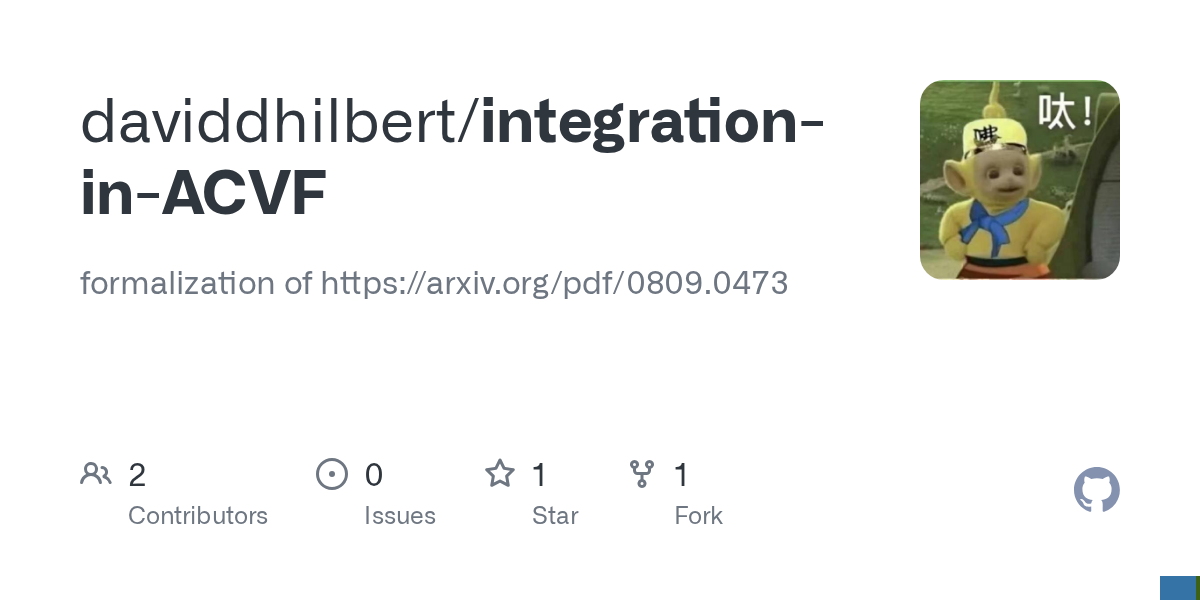 daviddhilbert/integration-
in-ACVF
呔!
佛
formalization of https://arxiv.org/pdf/0809.0473
2
Contributors
0
Issues
1
Star
1
Fork